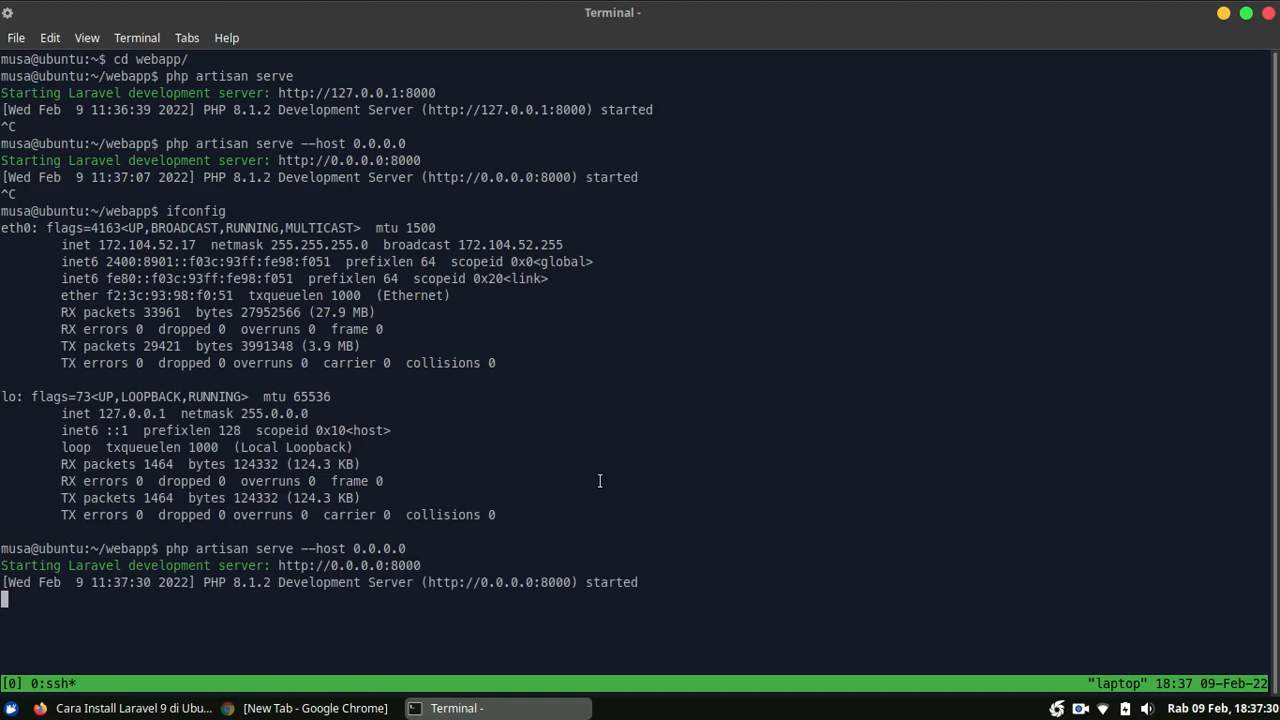 Terminal -
File Edit View Terminal Tabs Help
musa@ubuntu:~$ cd webapp/
musa@ubuntu:~/webapp$ php artisan serve
Starting Laravel development server: http://127.0.0.1:8000
[Wed Feb  9 11:36:39 2022] PHP 8.1.2 Development Server (http://127.0.0.1:8000) started
^C
musa@ubuntu:~/webapp$ php artisan serve --host 0.0.0.0
Starting Laravel development server: http://0.0.0.0:8000
[Wed Feb  9 11:37:07 2022] PHP 8.1.2 Development Server (http://0.0.0.0:8000) started
^C
musa@ubuntu:~/webapp$ ifconfig
eth0: flags=4163<UP,BROADCAST,RUNNING,MULTICAST>  mtu 1500
        inet 172.104.52.17  netmask 255.255.255.0  broadcast 172.104.52.255
        inet6 2400:8901::f03c:93ff:fe98:f051  prefixlen 64  scopeid 0x0<global>
        inet6 fe80::f03c:93ff:fe98:f051  prefixlen 64  scopeid 0x20<link>
        ether f2:3c:93:98:f0:51  txqueuelen 1000  (Ethernet)
        RX packets 33961  bytes 27952566 (27.9 MB)
        RX errors 0  dropped 0  overruns 0  frame 0
        TX packets 29421  bytes 3991348 (3.9 MB)
        TX errors 0  dropped 0 overruns 0  carrier 0  collisions 0
lo: flags=73<UP,LOOPBACK,RUNNING>  mtu 65536
        inet 127.0.0.1  netmask 255.0.0.0
        inet6 ::1  prefixlen 128  scopeid 0x10<host>
        loop  txqueuelen 1000  (Local Loopback)
        RX packets 1464  bytes 124332 (124.3 KB)
        RX errors 0  dropped 0  overruns 0  frame 0
        TX packets 1464  bytes 124332 (124.3 KB)
        TX errors 0  dropped 0 overruns 0  carrier 0  collisions 0
musa@ubuntu:~/webapp$ php artisan serve --host 0.0.0.0
Starting Laravel development server: http://0.0.0.0:8000
[Wed Feb  9 11:37:30 2022] PHP 8.1.2 Development Server (http://0.0.0.0:8000) started
[0] 0:ssh* "laptop" 18:37 09-Feb-22
Cara Install Laravel 9 di Ubu... [New Tab - Google Chrome] Terminal - Rab 09 Feb, 18:37:30